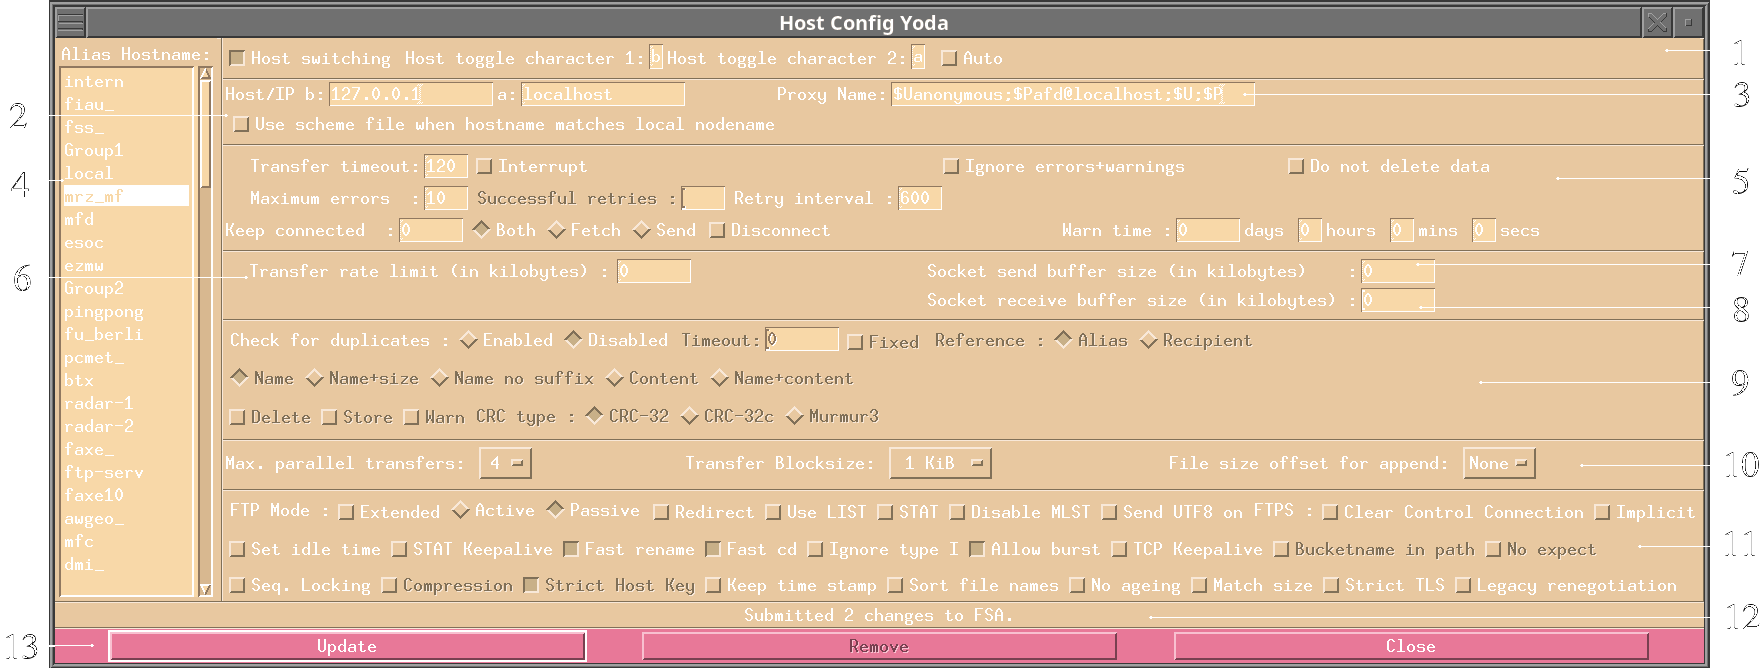 Host Config Yoda
Alias Hostname:
intern
fiau_
fss_
Group1
local
mrz_mf
mfd
esoc
ezmw
Group2
pingpong
fu_berli
pcmet_
btx
radar-1
radar-2
faxe_
ftp-serv
faxe10
awgeo_
mfc
dmi_
Host switching Host toggle character 1: b Host toggle character 2: a Auto
Host/IP b: 127.0.0.1 a: localhost Proxy Name: $Uanonymous;$Pafd@localhost;$U;$P
Use scheme file when hostname matches local nodename
Transfer timeout: 120 Interrupt Ignore errors+warnings Do not delete data
Maximum errors : 10 Successful retries : Retry interval : 600
Keep connected : 0 Both Fetch Send Disconnect Warn time : 0 days 0 hours 0 mins 0 secs
Transfer rate limit (in kilobytes) : 0 Socket send buffer size (in kilobytes) : 0
Socket receive buffer size (in kilobytes) : 0
Check for duplicates : Enabled Disabled Timeout: 0 Fixed Reference : Alias Recipient
Name Name+size Name no suffix Content Name+content
Delete Store Warn CRC type : CRC-32 CRC-32c Murmur3
Max. parallel transfers: 4 Transfer Blocksize: 1 KiB File size offset for append: None
FTP Mode : Extended Active Passive Redirect Use LIST STAT Disable MLST Send UTF8 on FTPS : Clear Control Connection Implicit
Set idle time STAT Keepalive Fast rename Fast cd Ignore type I Allow burst TCP Keepalive Bucketname in path No expect
Seq. Locking Compression Strict Host Key Keep time stamp Sort file names No ageing Match size Strict TLS Legacy renegotiation
Submitted 2 changes to FSA.
Update Remove Close
1
2
3
4
5
6
7
8
9
10
11
12
13